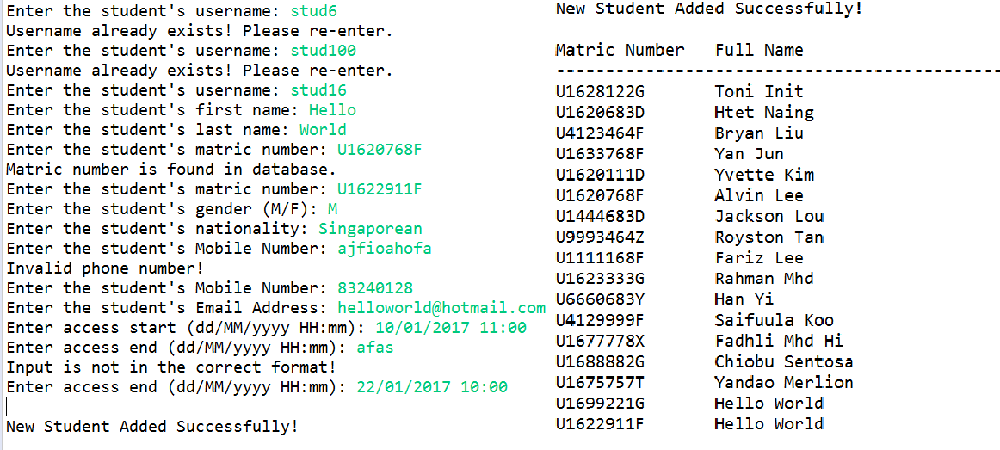 Enter the student's username: stud6
Username already exists! Please re-enter.
Enter the student's username: stud100
Username already exists! Please re-enter.
Enter the student's username: stud16
Enter the student's first name: Hello
Enter the student's last name: World
Enter the student's matric number: U1620768F
Matric number is found in database.
Enter the student's matric number: U1622911F
Enter the student's gender (M/F): M
Enter the student's nationality: Singaporean
Enter the student's Mobile Number: ajfioahofa
Invalid phone number!
Enter the student's Mobile Number: 83240128
Enter the student's Email Address: helloworld@hotmail.com
Enter access start (dd/MM/yyyy HH:mm): 10/01/2017 11:00
Enter access end (dd/MM/yyyy HH:mm): afas
Input is not in the correct format!
Enter access end (dd/MM/yyyy HH:mm): 22/01/2017 10:00
New Student Added Successfully!
New Student Added Successfully!
Matric Number Full Name
---------------------------------------------
U1628122G Toni Init
U1620683D Htet Naing
U4123464F Bryan Liu
U1633768F Yan Jun
U1620111D Yvette Kim
U1620768F Alvin Lee
U1444683D Jackson Lou
U9993464Z Royston Tan
U1111168F Fariz Lee
U1623333G Rahman Mhd
U6660683Y Han Yi
U4129999F Saifuula Koo
U1677778X Fadhli Mhd Hi
U1688882G Chiobu Sentosa
U1675757T Yandao Merlion
U1699221G Hello World
U1622911F Hello World